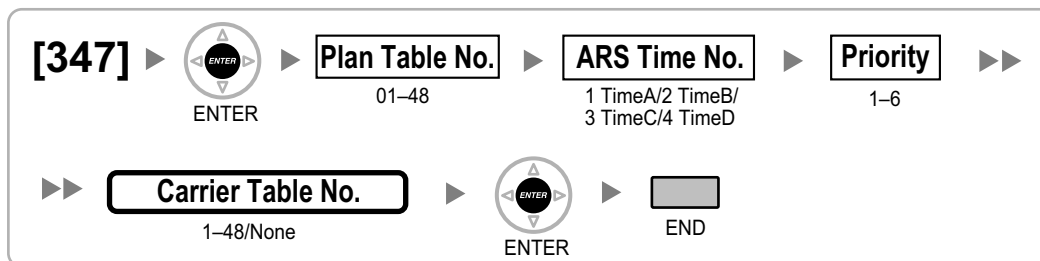 [347] ENTER Plan Table No. ARS Time No. Priority
ENTER 01–48 1 TimeA/2 TimeB/ 1–6
3 TimeC/4 TimeD
Carrier Table No. ENTER
1–48/None ENTER END